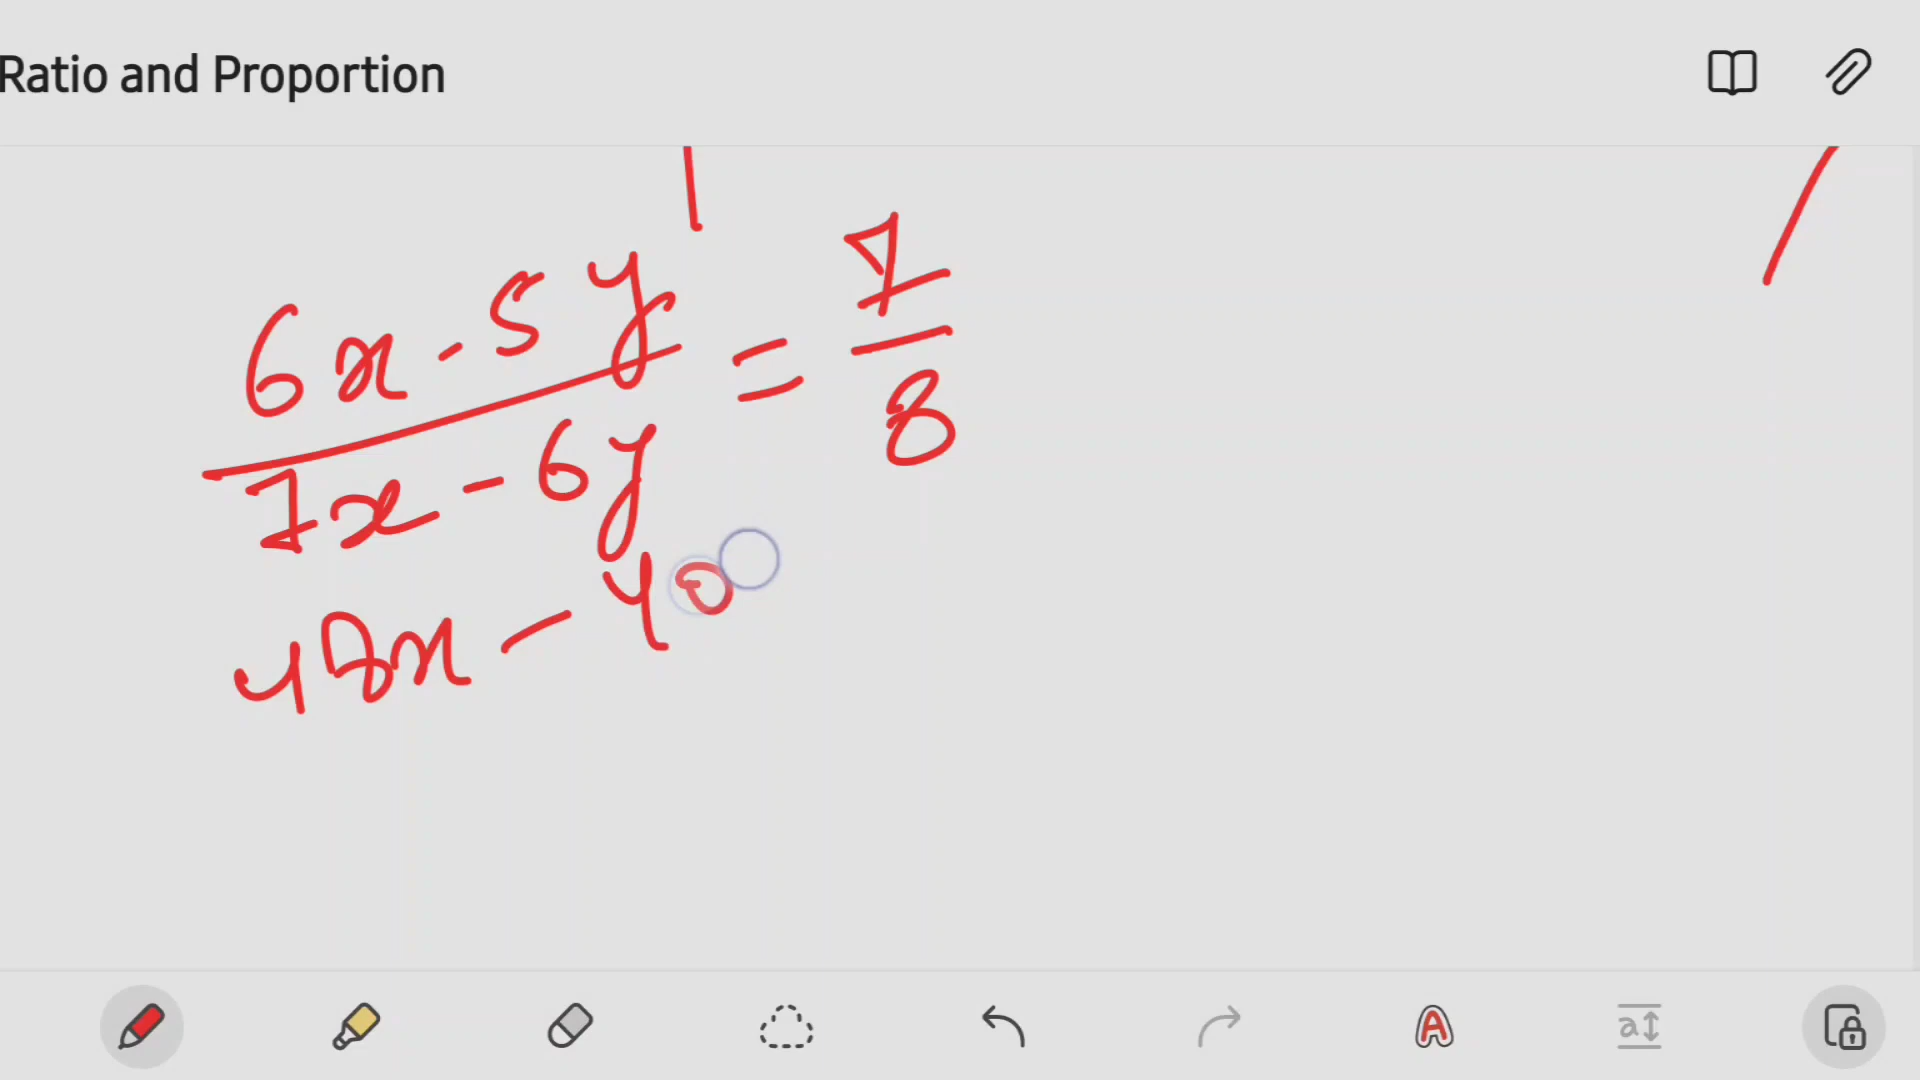 Ratio and Proportion
6x - 5y
7x - 6y
= 7/8
48x - 40
A
a